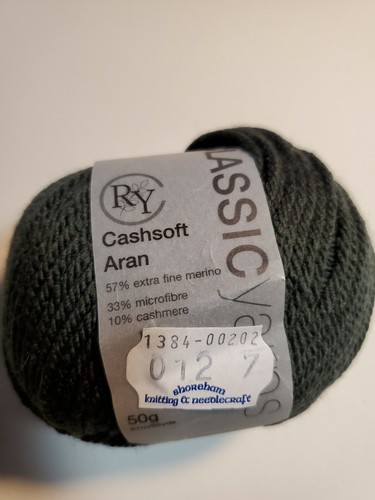 RY
CLASSIC yarns
Cashsoft
Aran
57% extra fine merino
33% microfibre
10% cashmere
1384-00202
012 7
shoreham
knitting & needlecraft
50g